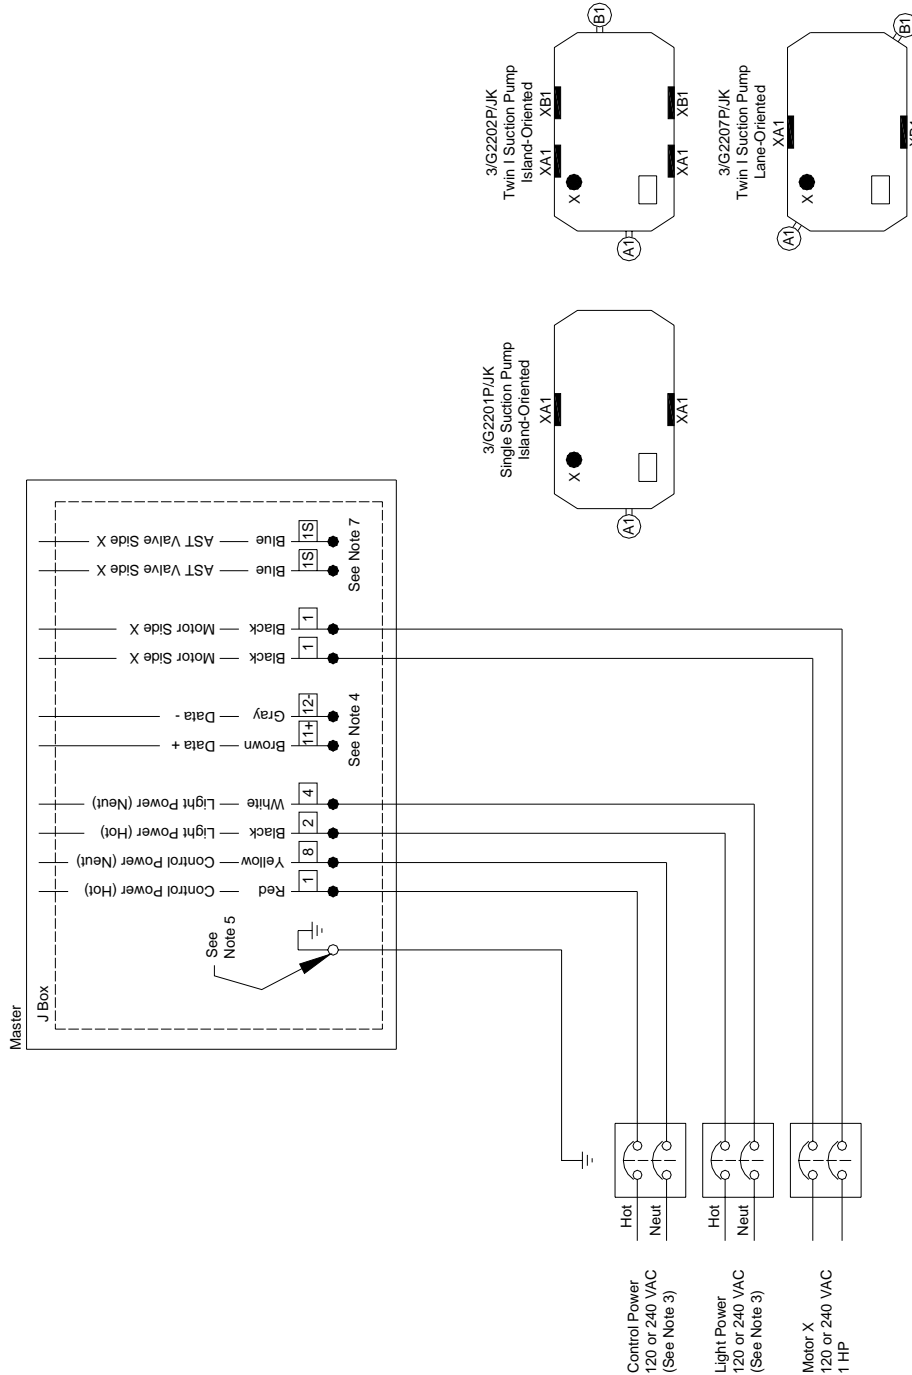 Master
J Box
See
Note 5
Red
Control Power (Hot)
1
Yellow
Control Power (Neut)
8
Black
Light Power (Hot)
2
White
Light Power (Neut)
4
Brown
Data +
11+
Gray
Data -
12-
See Note 4
Black
Motor Side X
1
Black
Motor Side X
1
Blue
AST Valve Side X
1S
Blue
AST Valve Side X
1S
See Note 7
Control Power
120 or 240 VAC
(See Note 3)
Hot
Neut
Light Power
120 or 240 VAC
(See Note 3)
Hot
Neut
Motor X
120 or 240 VAC
1 HP
3/G2201P/JK
Single Suction Pump
Island-Oriented
XA1
X
A1
XA1
3/G2202P/JK
Twin I Suction Pump
Island-Oriented
XA1
XB1
X
A1
B1
XA1
XB1
3/G2207P/JK
Twin I Suction Pump
Lane-Oriented
XA1
X
A1
B1